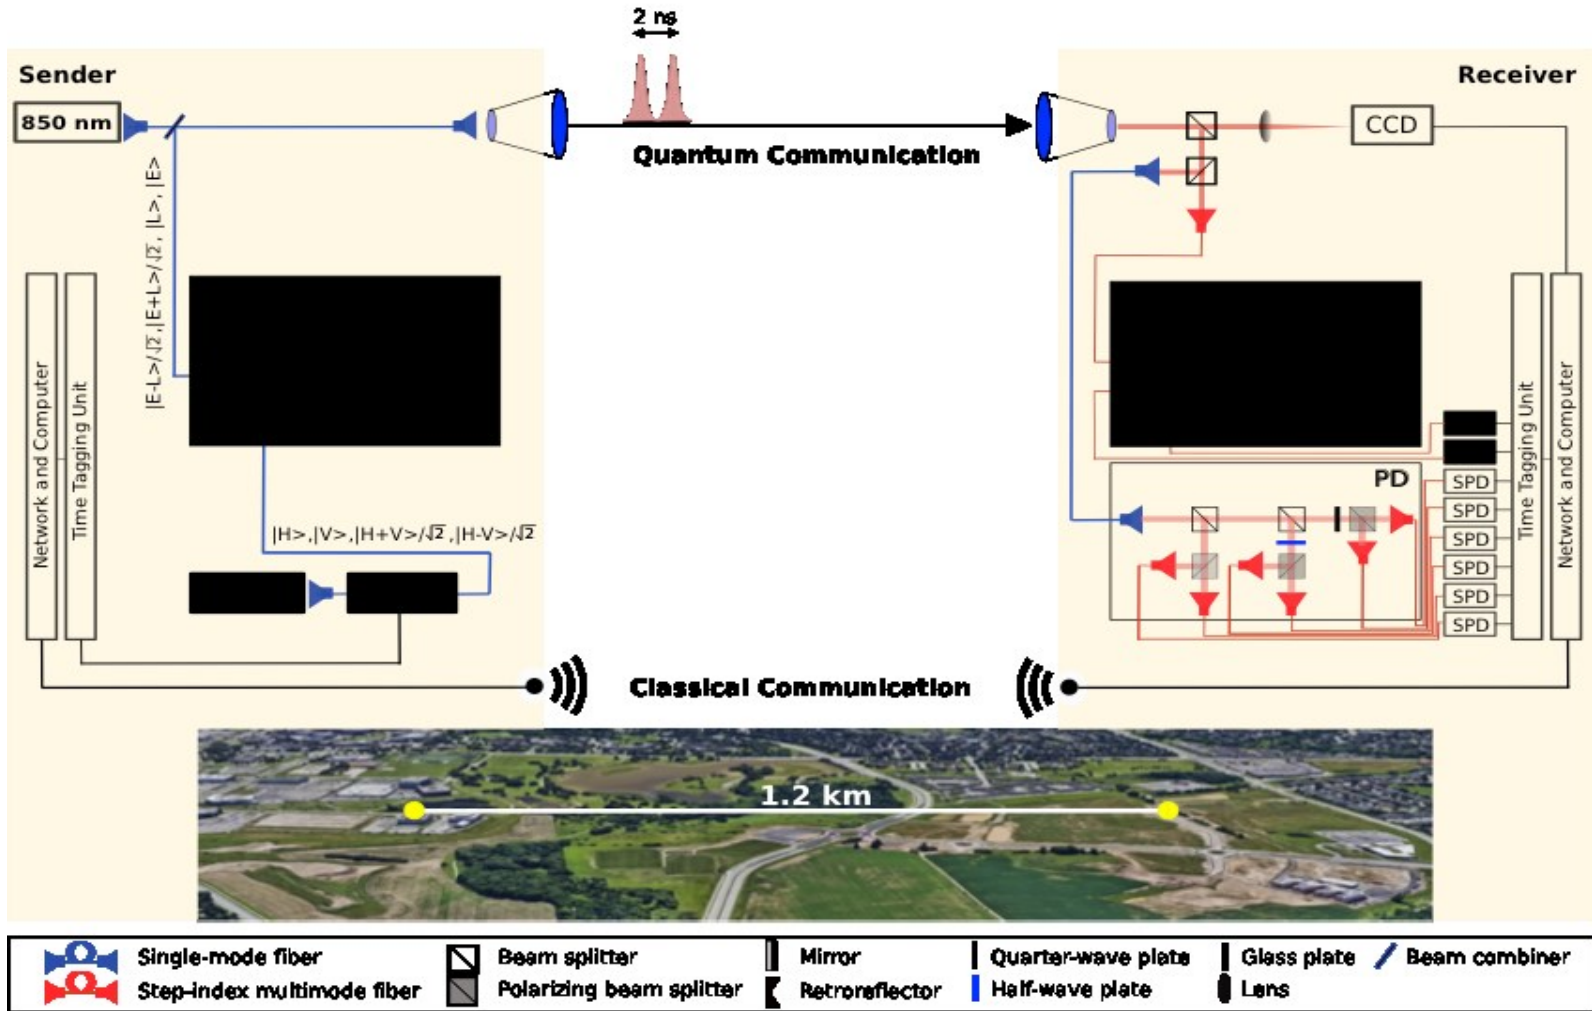 2 ns
Sender
Receiver
850 nm
CCD
Quantum Communication
|E-L>/√2,|E+L>/√2, |L>, |E>
Network and Computer
Time Tagging Unit
|H>,|V>,|H+V>/√2,|H-V>/√2
PD
SPD
SPD
SPD
SPD
SPD
SPD
Time Tagging Unit
Network and Computer
Classical Communication
1.2 km
Single-mode fiber
Beam splitter
Mirror
Quarter-wave plate
Glass plate
Beam combiner
Step-index multimode fiber
Polarizing beam splitter
Retroreflector
Half-wave plate
Lens